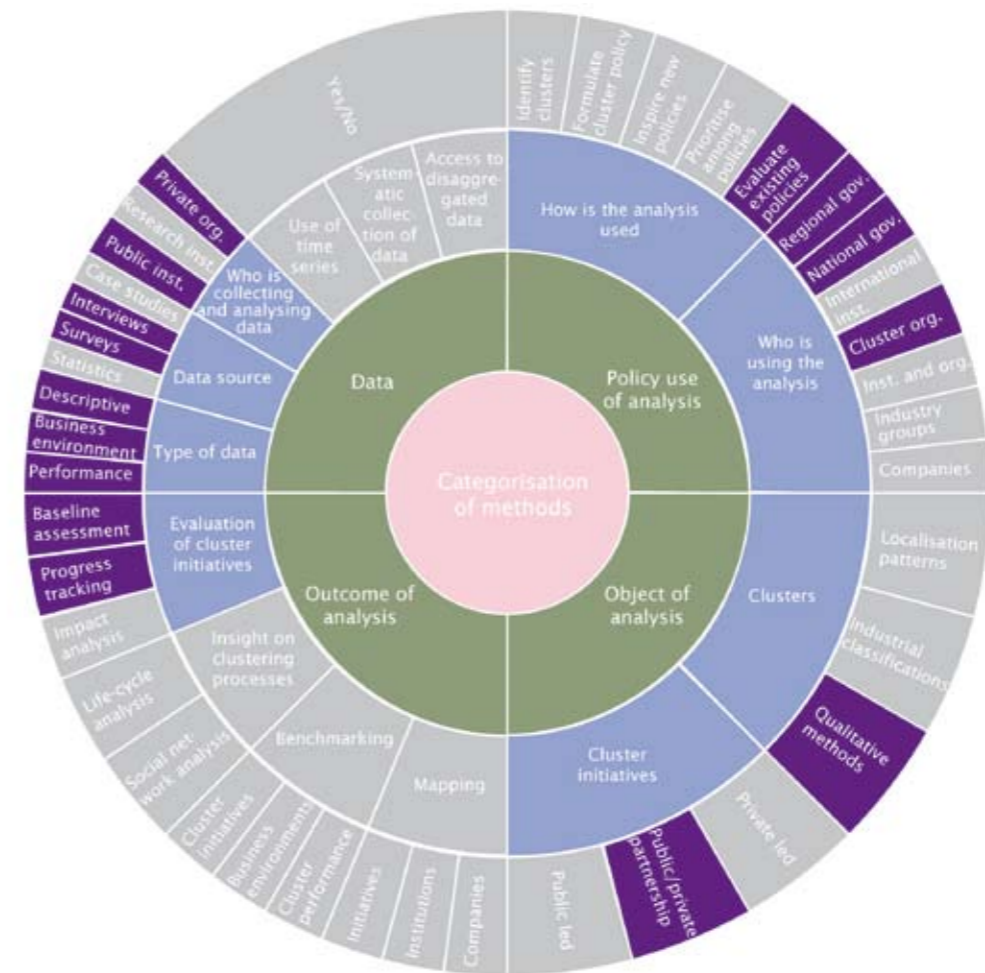 Categorisation
of methods
Policy use
of analysis
Object of
analysis
Outcome of
analysis
Data
How is the analysis
used
Who is
using the
analysis
Clusters
Cluster
initiatives
Mapping
Benchmarking
Insight on
clustering
processes
Evaluation
of cluster
initiatives
Type of data
Data source
Who is
collecting
and analysing
data
Use of
time
series
System-
atic
collec-
tion of
data
Access to
disaggre-
gated
data
Identify
clusters
Formulate
cluster policy
Inspire new
policies
Prioritise
among
policies
Evaluate
existing
policies
Regional gov.
National gov.
International
inst.
Cluster org.
Inst. and org.
Industry
groups
Companies
Localisation
patterns
Industrial
classifications
Qualitative
methods
Private led
Public/private
partnership
Public led
Companies
Institutions
Initiatives
Cluster
performance
Business
environments
Cluster
initiatives
Social net-
work analysis
Life-cycle
analysis
Impact
analysis
Progress
tracking
Baseline
assessment
Performance
Business
environment
Descriptive
Statistics
Surveys
Interviews
Case studies
Public inst.
Research inst.
Private org.
Yes/No